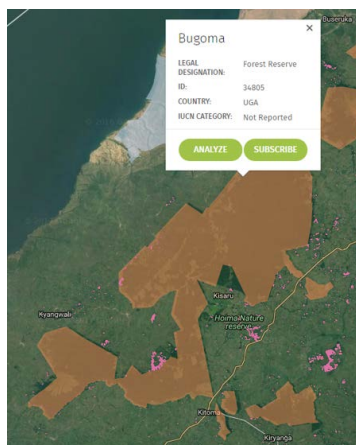 Buseruka
×
Bugoma
LEGAL DESIGNATION: Forest Reserve
ID: 34805
COUNTRY: UGA
IUCN CATEGORY: Not Reported
ANALYZE SUBSCRIBE
Kisaru
Kyangwali
Hoima Nature
reserve
Kitoma
Kiryanga